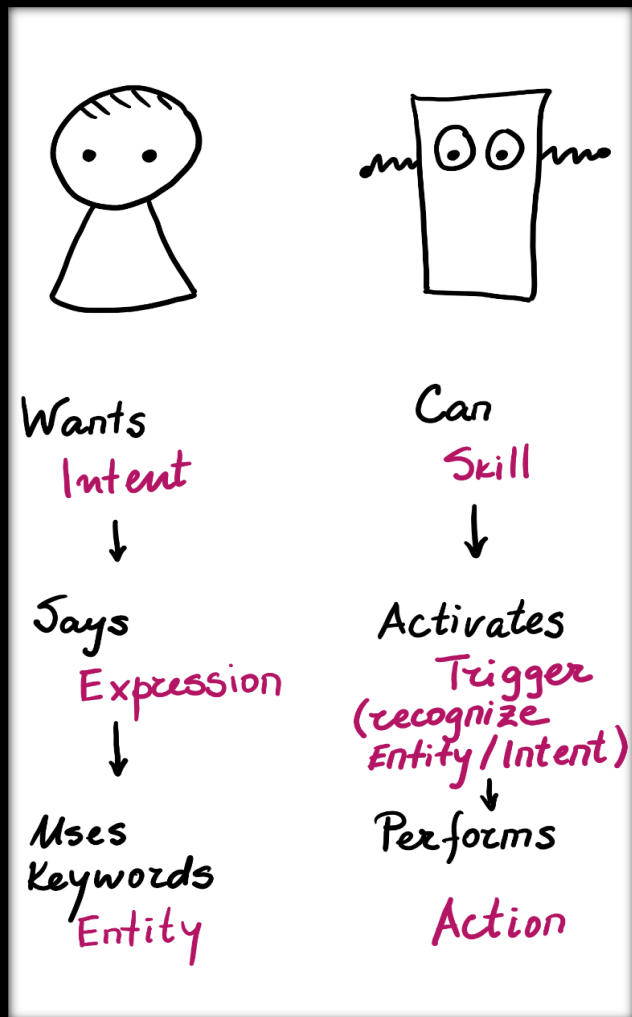 Wants
Intent
Says
Expression
Uses
Keywords
Entity
Can
Skill
Activates
Trigger
(recognize
Entity/Intent)
Performs
Action